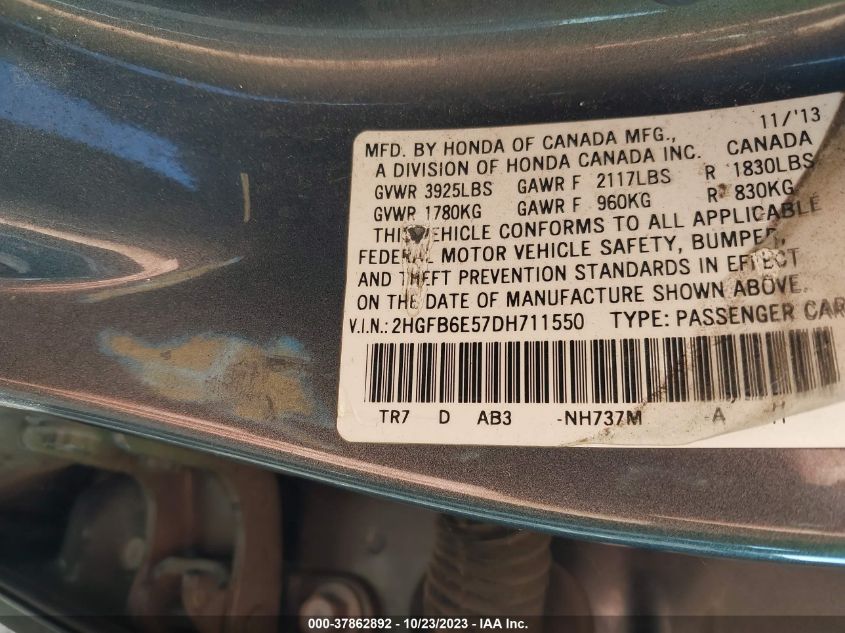 11/'13
MFD. BY HONDA OF CANADA MFG., CANADA
A DIVISION OF HONDA CANADA INC.
GVWR 3925LBS GAWR F 2117LBS R 1830LBS
GVWR 1780KG GAWR F 960KG R 830KG
THIS VEHICLE CONFORMS TO ALL APPLICABLE
FEDERAL MOTOR VEHICLE SAFETY, BUMPER,
AND THEFT PREVENTION STANDARDS IN EFFECT
ON THE DATE OF MANUFACTURE SHOWN ABOVE.
V.I.N.: 2HGFB6E57DH711550 TYPE: PASSENGER CAR
TR7 D AB3 -NH737M -A H
000-37862892 - 10/23/2023 - IAA Inc.